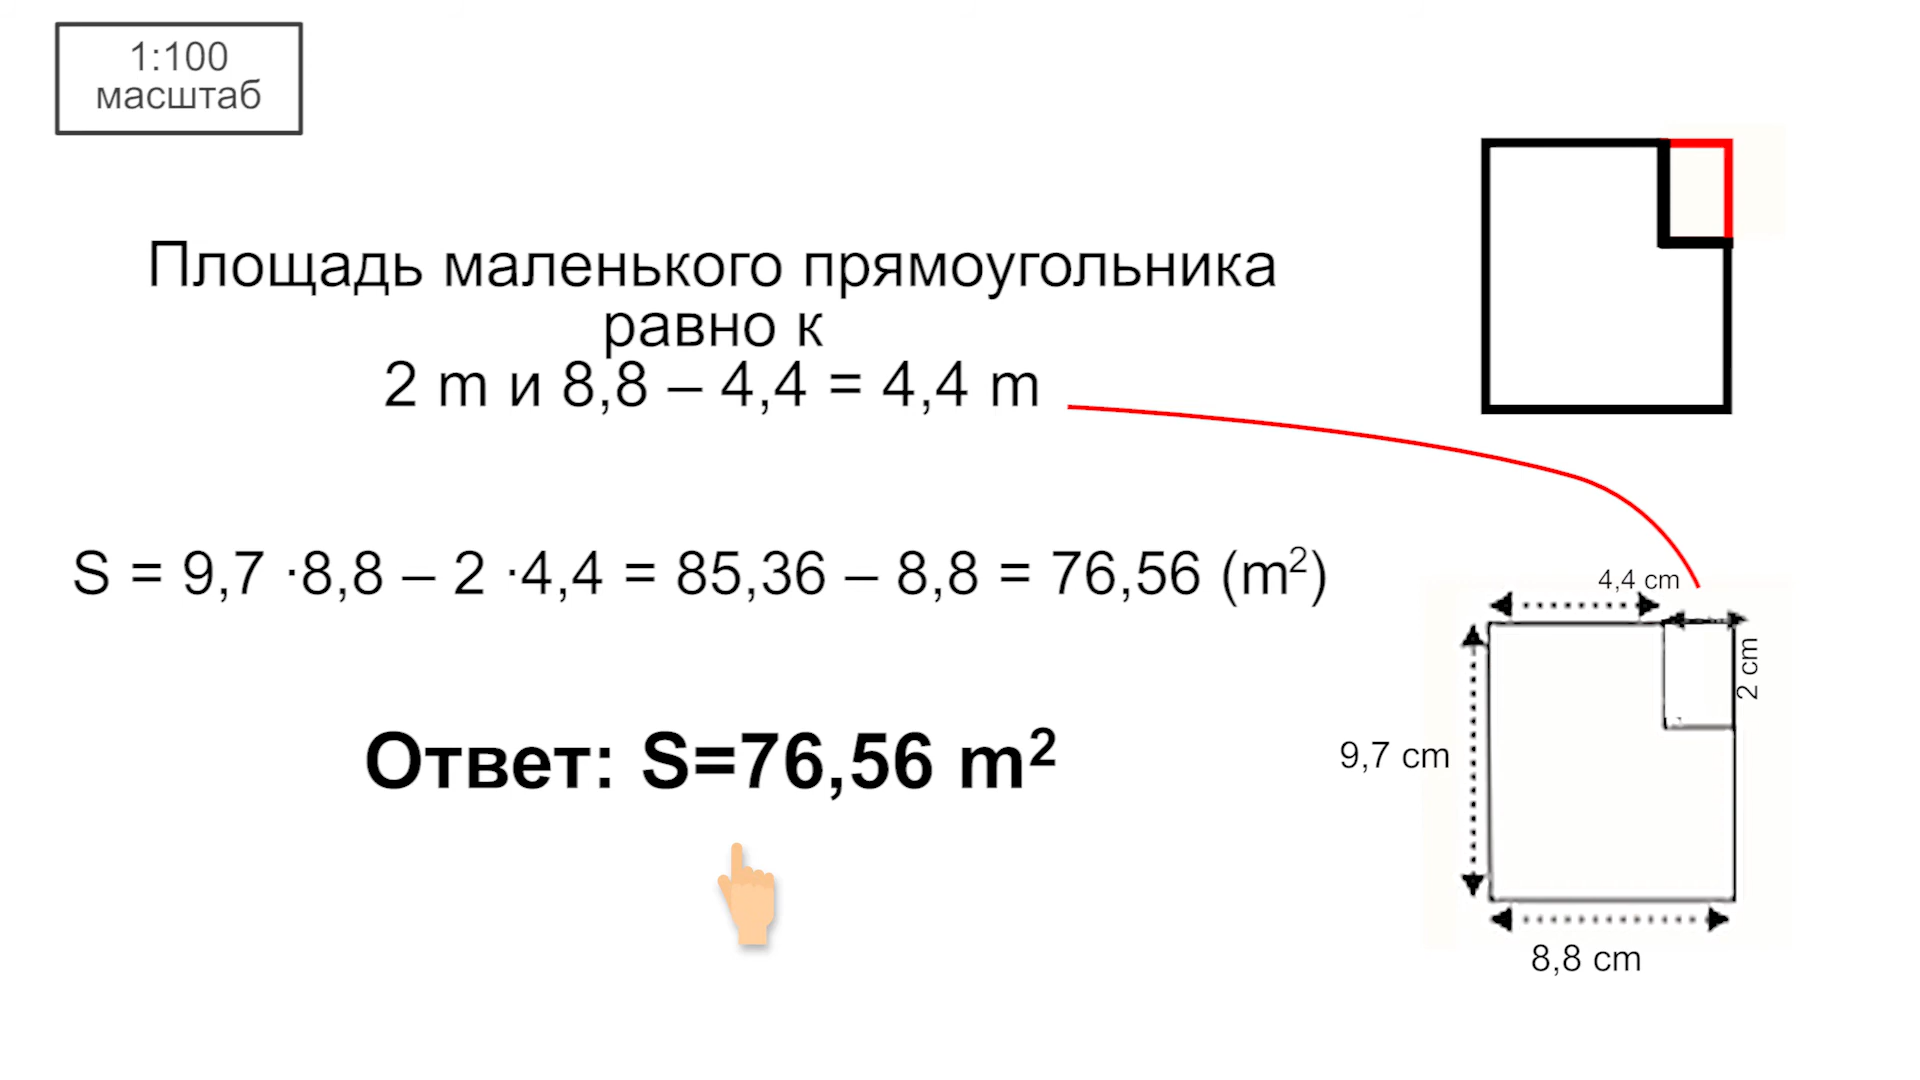 1:100
масштаб
Площадь маленького прямоугольника
равно к
2 m и 8,8 – 4,4 = 4,4 m
S = 9,7 ·8,8 – 2 ·4,4 = 85,36 – 8,8 = 76,56 (m²)
Ответ: S=76,56 m²
4,4 cm
2 cm
9,7 cm
8,8 cm